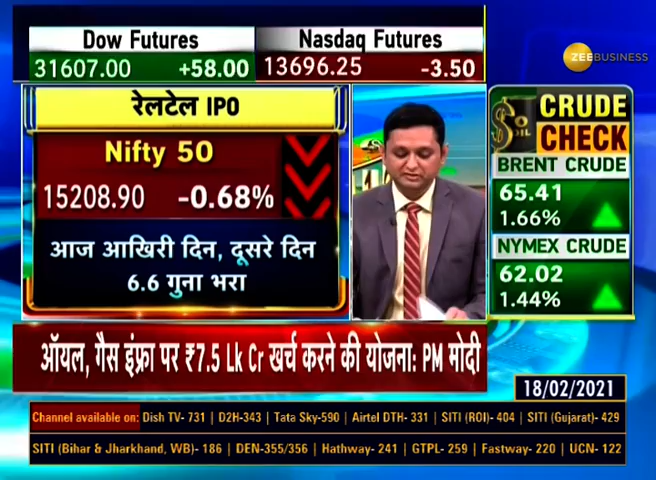 Dow Futures
31607.00 +58.00
Nasdaq Futures
13696.25 -3.50
ZEE BUSINESS
रेलटेल IPO
Nifty 50
15208.90 -0.68%
आज आखिरी दिन, दूसरे दिन
6.6 गुना भरा
OIL
CRUDE
CHECK
BRENT CRUDE
65.41
1.66%
NYMEX CRUDE
62.02
1.44%
ऑयल, गैस इंफ्रा पर ₹7.5 Lk Cr खर्च करने की योजना: PM मोदी
18/02/2021
Channel available on: Dish TV- 731 | D2H-343 | Tata Sky-590 | Airtel DTH- 331 | SITI (ROI)- 404 | SITI (Gujarat)- 429
SITI (Bihar & Jharkhand, WB)- 186 | DEN-355/356 | Hathway- 241 | GTPL- 259 | Fastway- 220 | UCN- 122